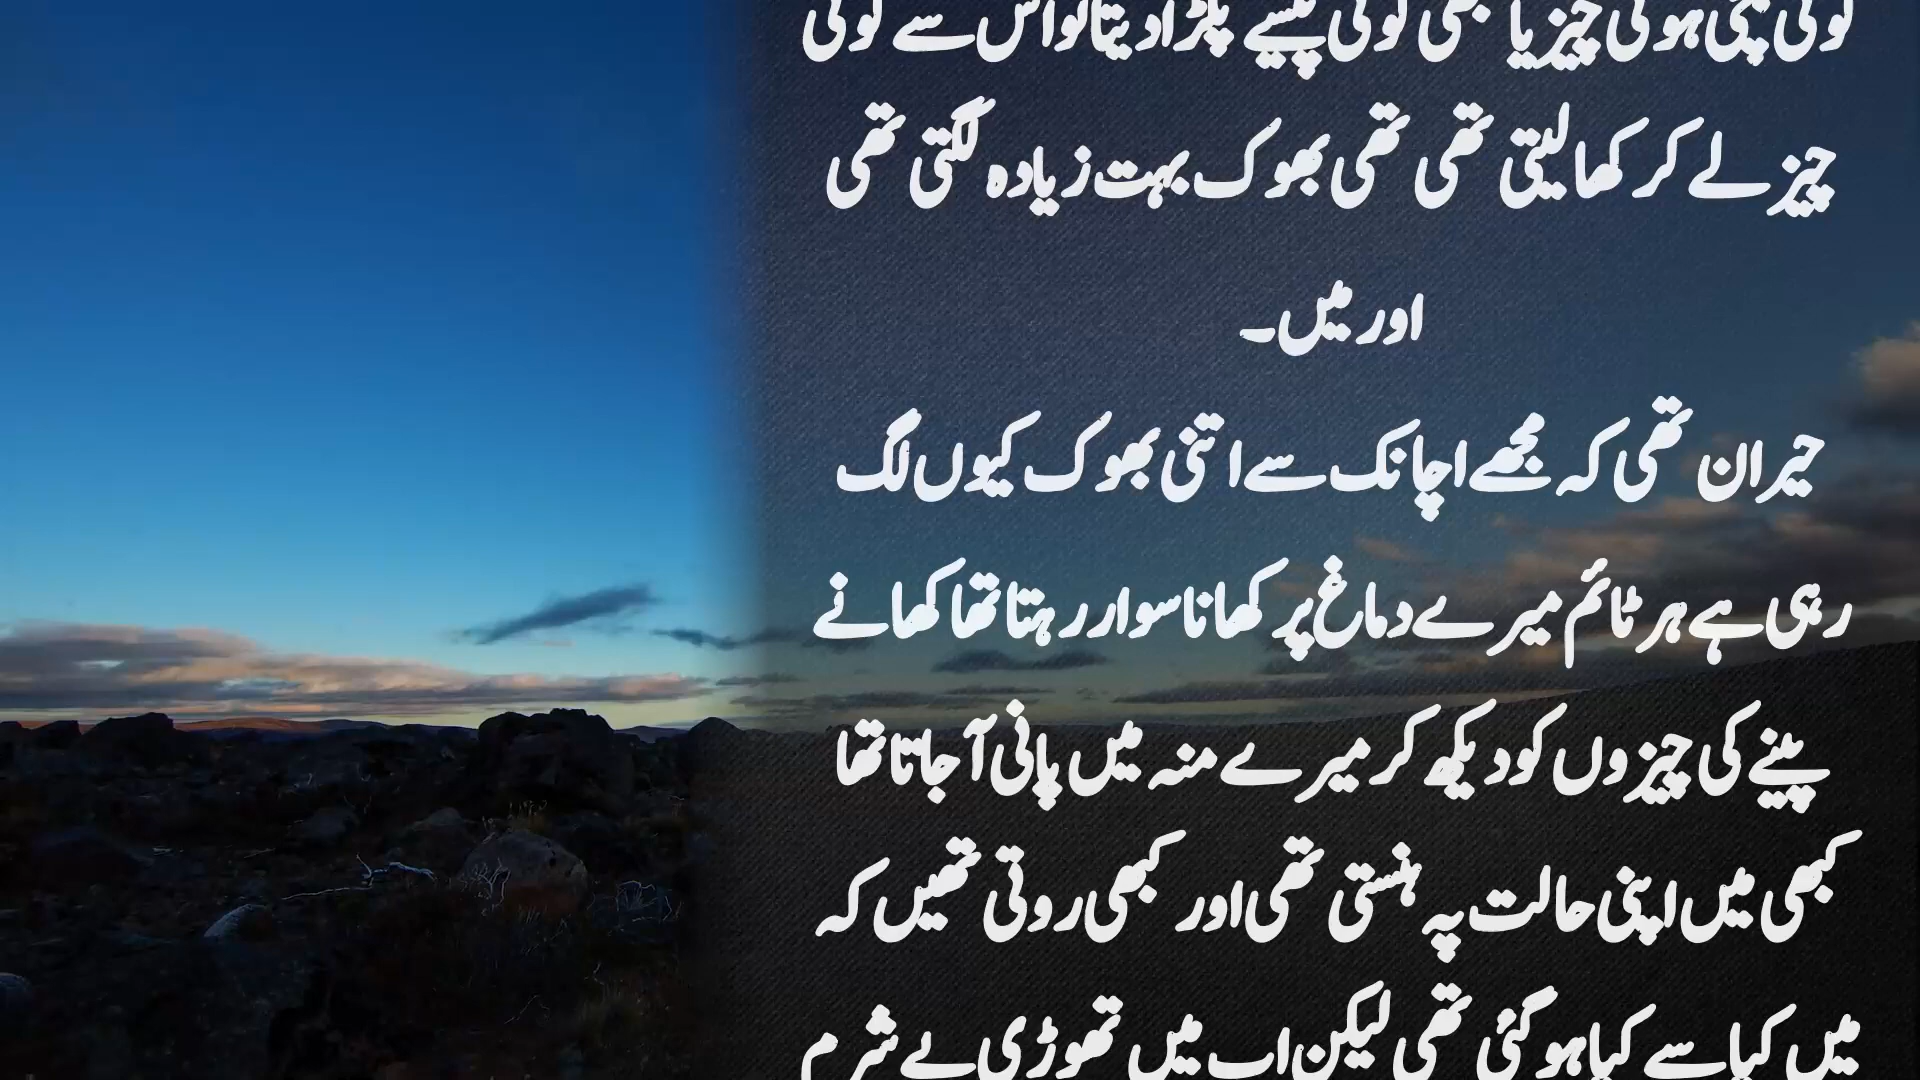 کوئی بچی ہوئی چیز یا کبھی کوئی پیسے پکڑا دیتا تو اس سے کوئی
چیز لے کر کھا لیتی تھی تھی بھوک بہت زیادہ لگتی تھی
اور میں۔
حیران تھی کہ مجھے اچانک سے اتنی بھوک کیوں لگ
رہی ہے ہر ٹائم میرے دماغ پر کھانا سوار رہتا تھا کھانے
پینے کی چیزوں کو دیکھ کر میرے منہ میں پانی آ جاتا تھا
کبھی میں اپنی حالت پہ ہنستی تھی اور کبھی روتی تھیں کہ
میں کیا سے کیا ہو گئی تھی لیکن اب میں تھوڑی بے شرم